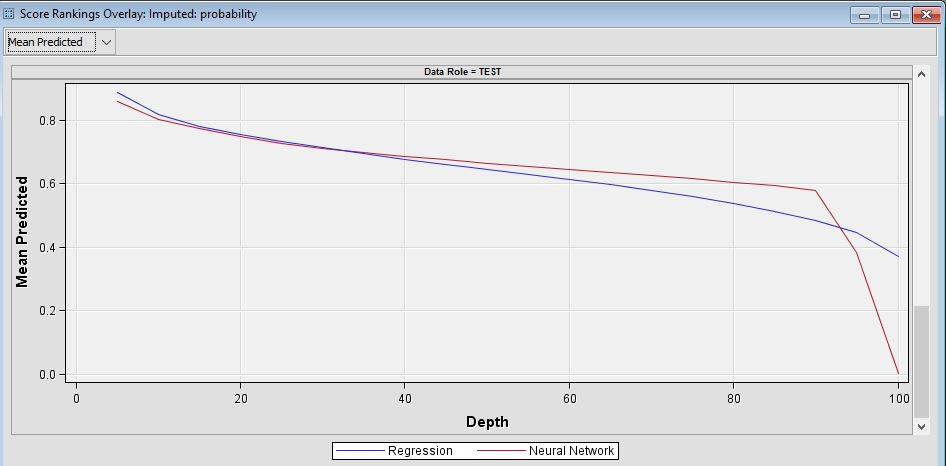 Score Rankings Overlay: Imputed: probability
Mean Predicted
Data Role = TEST
Mean Predicted
0.8
0.6
0.4
0.2
0.0
0 20 40 60 80 100
Depth
Regression Neural Network